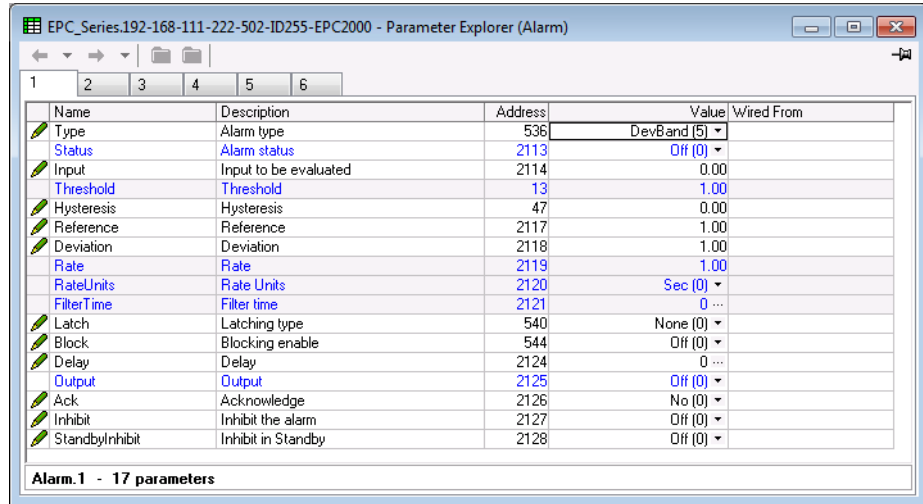 EPC_Series.192-168-111-222-502-ID255-EPC2000 - Parameter Explorer (Alarm)
1 2 3 4 5 6
Name Description Address Value Wired From
Type Alarm type 536 DevBand (5)
Status Alarm status 2113 Off (0)
Input Input to be evaluated 2114 0.00
Threshold Threshold 13 1.00
Hysteresis Hysteresis 47 0.00
Reference Reference 2117 1.00
Deviation Deviation 2118 1.00
Rate Rate 2119 1.00
RateUnits Rate Units 2120 Sec (0)
FilterTime Filter time 2121 0 ...
Latch Latching type 540 None (0)
Block Blocking enable 544 Off (0)
Delay Delay 2124 0 ...
Output Output 2125 Off (0)
Ack Acknowledge 2126 No (0)
Inhibit Inhibit the alarm 2127 Off (0)
StandbyInhibit Inhibit in Standby 2128 Off (0)
Alarm.1 - 17 parameters